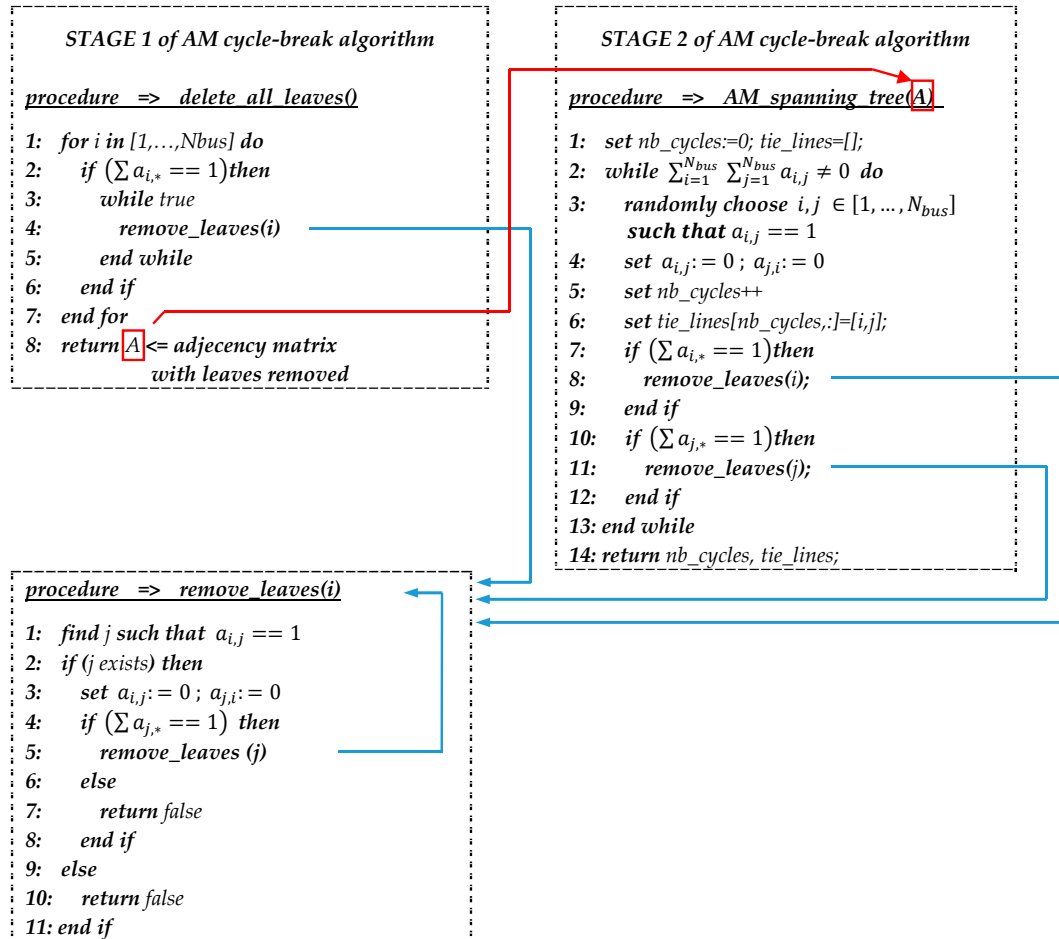 STAGE 1 of AM cycle-break algorithm
procedure => delete_all_leaves()
1: for i in [1,…,Nbus] do
2: if (∑ a_{i,*} == 1)then
3: while true
4: remove_leaves(i)
5: end while
6: end if
7: end for
8: return A <= adjecency matrix
with leaves removed
STAGE 2 of AM cycle-break algorithm
procedure => AM_spanning_tree(A)
1: set nb_cycles:=0; tie_lines=[];
2: while ∑_{i=1}^{N_{bus}} ∑_{j=1}^{N_{bus}} a_{i,j} ≠ 0 do
3: randomly choose i, j ∈ [1, … , N_{bus}]
such that a_{i,j} == 1
4: set a_{i,j}: = 0 ; a_{j,i}: = 0
5: set nb_cycles++
6: set tie_lines[nb_cycles,:]=[i,j];
7: if (∑ a_{i,*} == 1)then
8: remove_leaves(i);
9: end if
10: if (∑ a_{j,*} == 1)then
11: remove_leaves(j);
12: end if
13: end while
14: return nb_cycles, tie_lines;
procedure => remove_leaves(i)
1: find j such that a_{i,j} == 1
2: if (j exists) then
3: set a_{i,j}: = 0 ; a_{j,i}: = 0
4: if (∑ a_{j,*} == 1) then
5: remove_leaves (j)
6: else
7: return false
8: end if
9: else
10: return false
11: end if